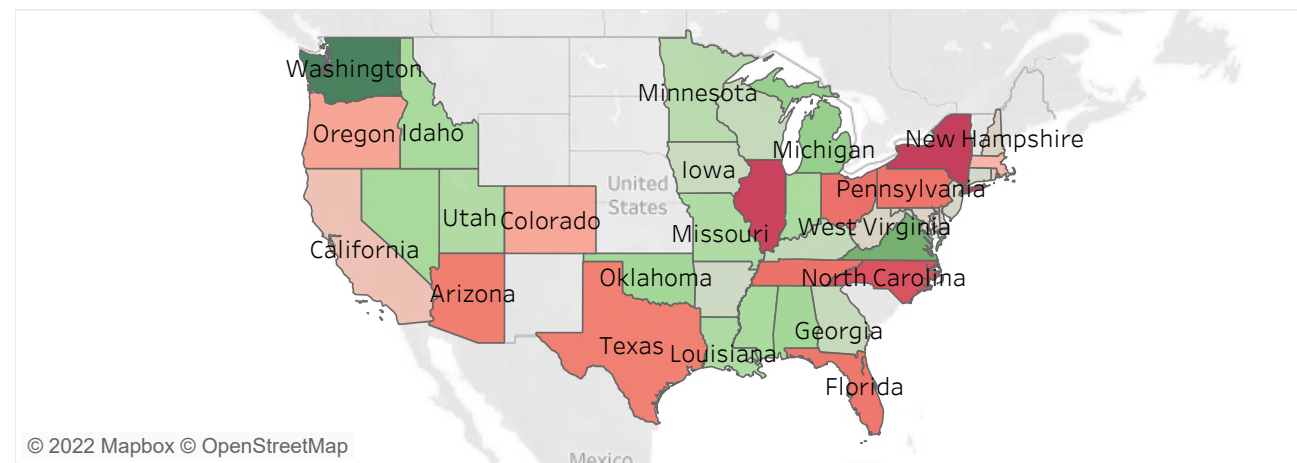 Washington
Minnesota
Oregon
Idaho
New Hampshire
Michigan
Iowa
United
States
Pennsylvania
Utah
Colorado
West Virginia
Missouri
California
Oklahoma
North Carolina
Arizona
Georgia
Texas
Louisiana
Florida
© 2022 Mapbox © OpenStreetMap
Mexico